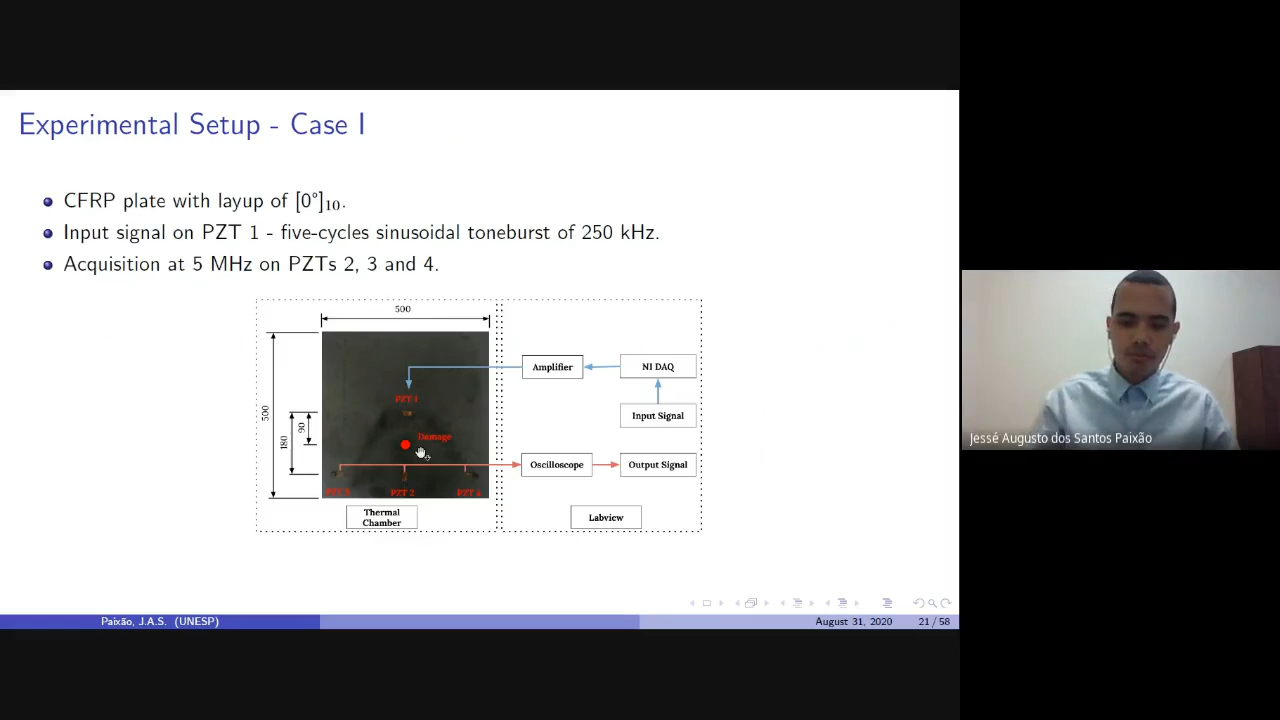 Experimental Setup - Case I
CFRP plate with layup of [0°]₁₀.
Input signal on PZT 1 - five-cycles sinusoidal toneburst of 250 kHz.
Acquisition at 5 MHz on PZTs 2, 3 and 4.
500
500
180
90
PZT 1
Damage
PZT 3
PZT 2
PZT 4
Thermal
Chamber
Amplifier
NI DAQ
Input Signal
Oscilloscope
Output Signal
Labview
Jessé Augusto dos Santos Paixão
Paixão, J.A.S. (UNESP)
August 31, 2020
21 / 58